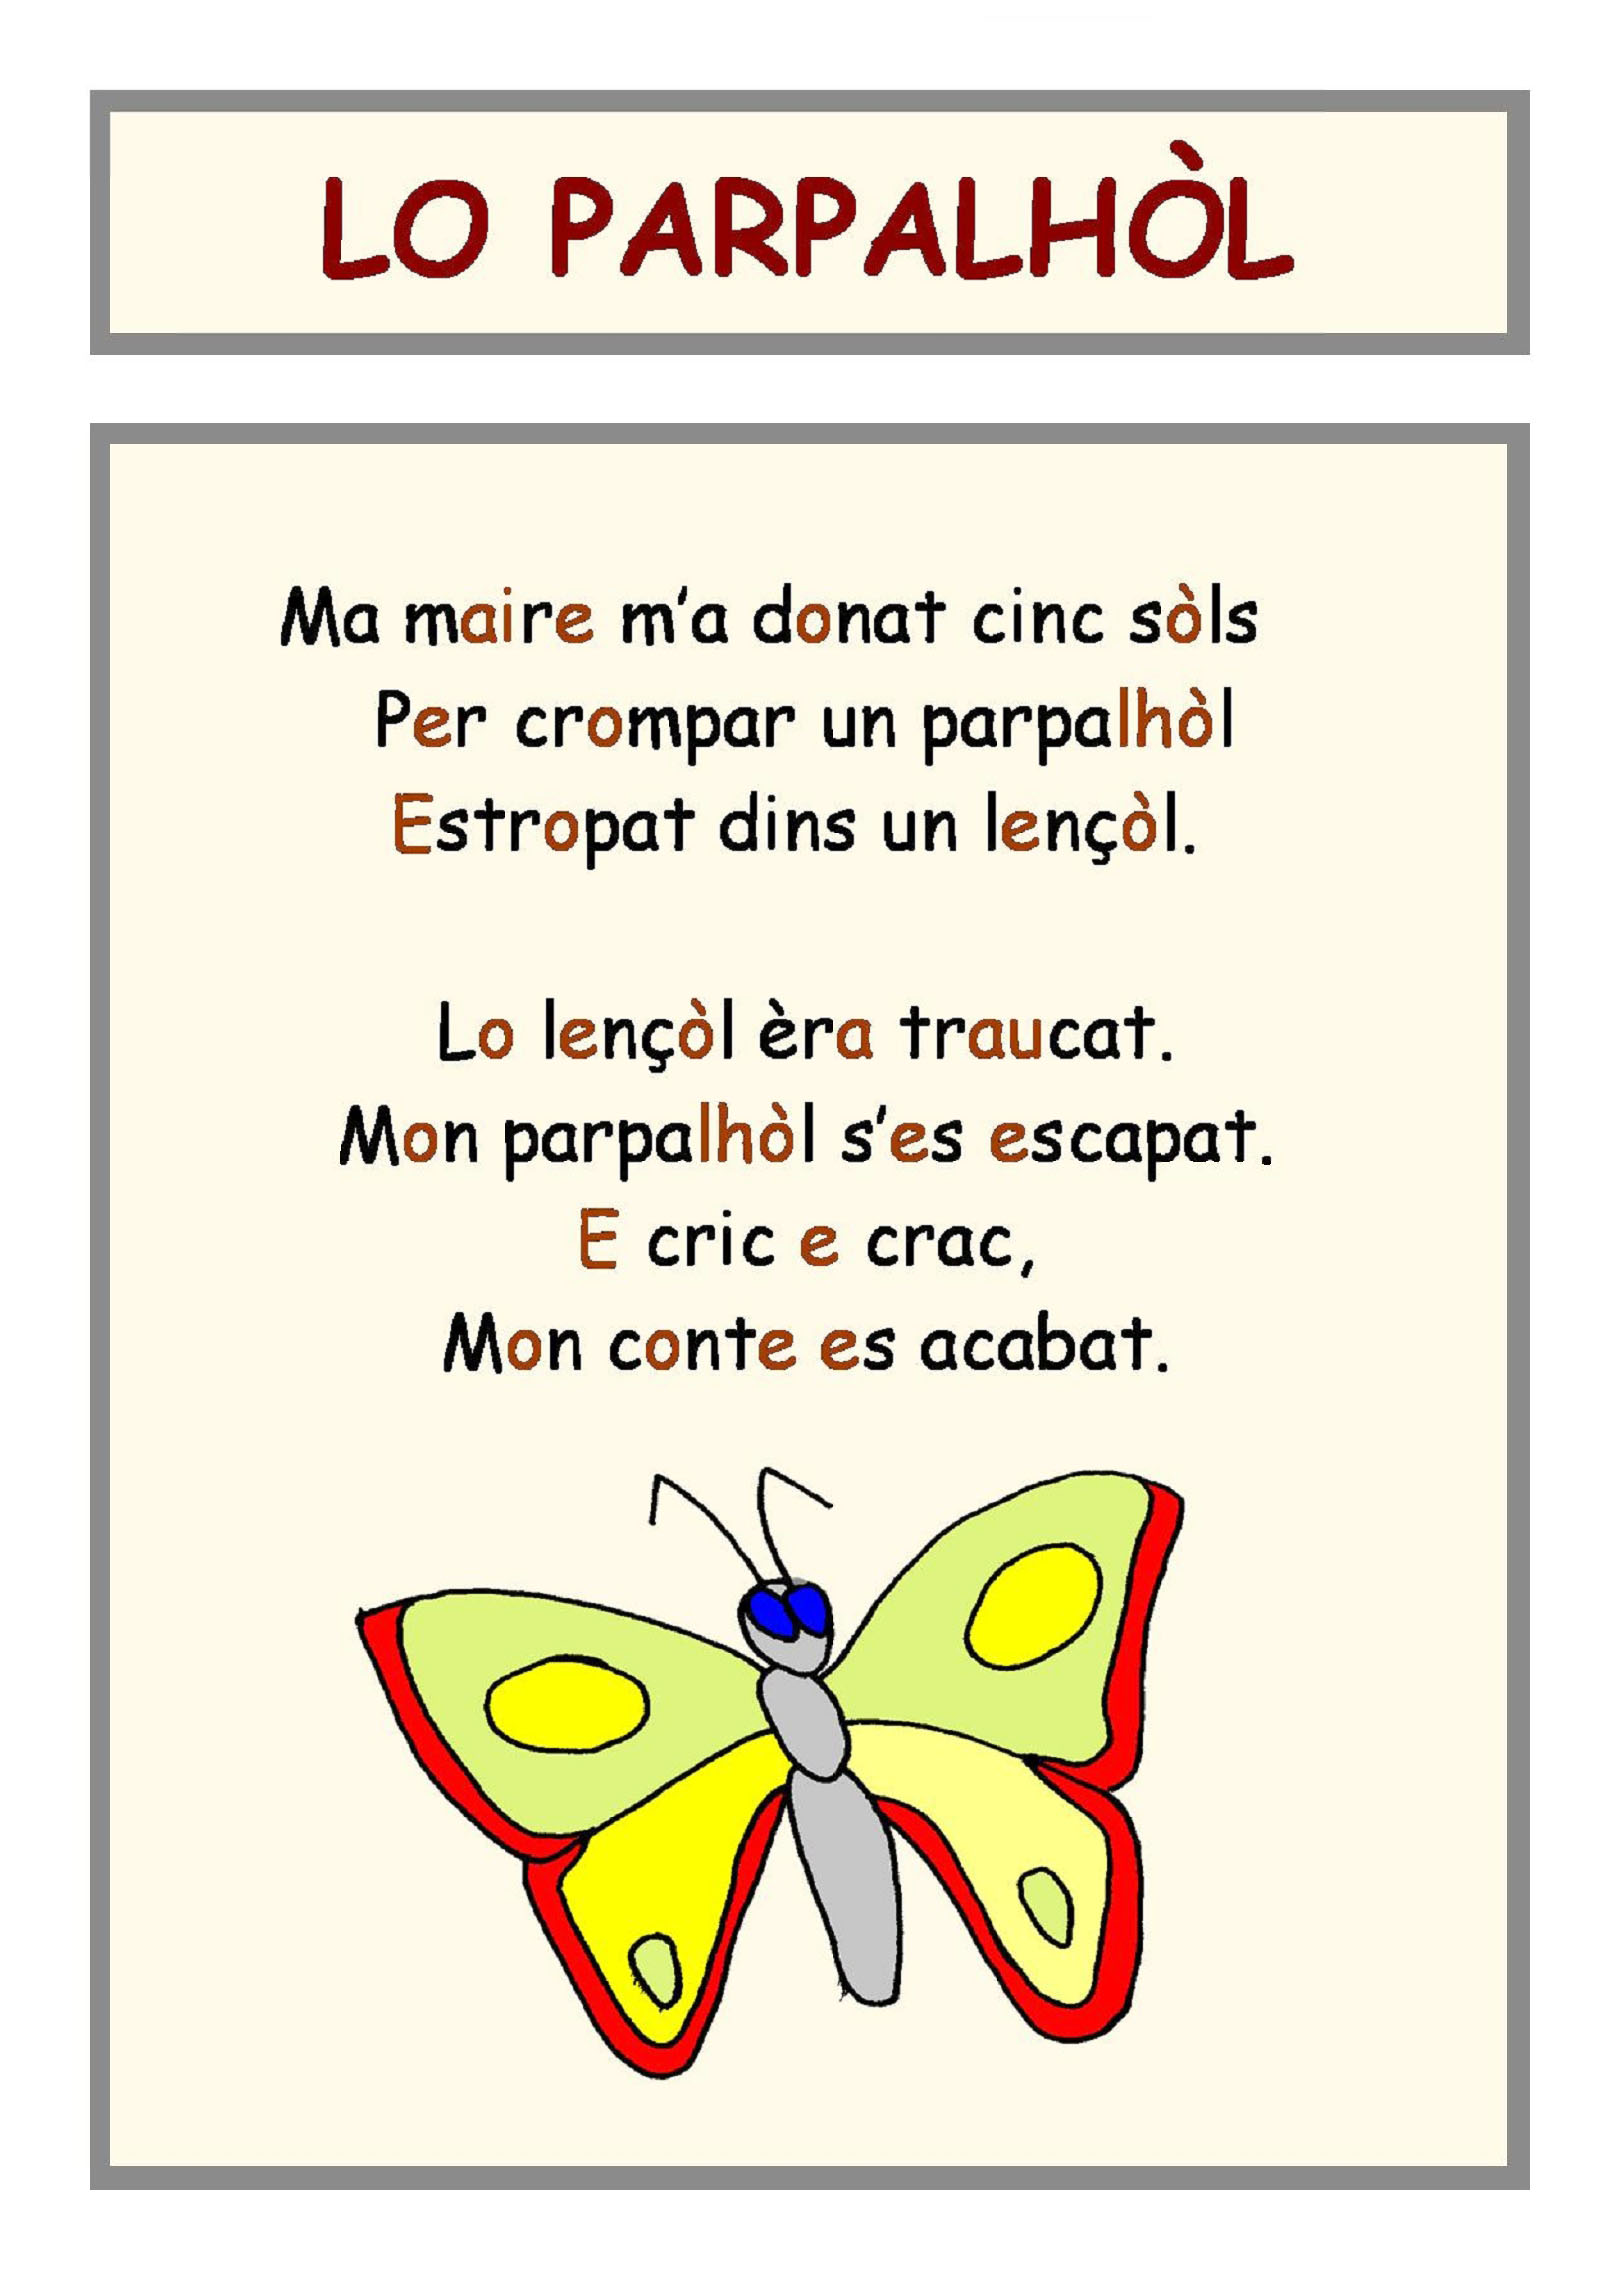 LO PARPALHÒL
Ma maire m'a donat cinc sòls
Per crompar un parpalhòl
Estropat dins un lençòl.
Lo lençòl èra traucat.
Mon parpalhòl s'es escapat.
E cric e crac,
Mon conte es acabat.